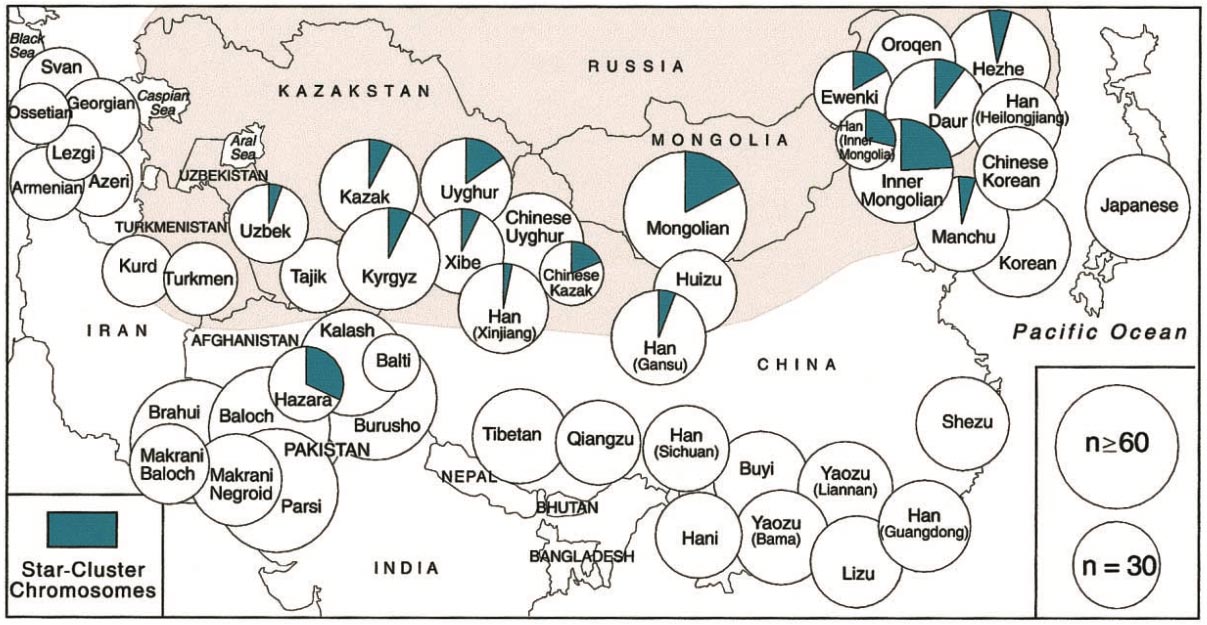 Black
Sea
Svan
Ossetian
Georgian
Lezgi
Armenian
Azeri
Caspian
Sea
Aral
Sea
KAZAKSTAN
RUSSIA
MONGOLIA
UZBEKISTAN
TURKMENISTAN
Uzbek
Kurd
Turkmen
Tajik
Kazak
Kyrgyz
Uyghur
Xibe
Chinese
Uyghur
Chinese
Kazak
Han
(Xinjiang)
Mongolian
Huizu
Han
(Gansu)
Oroqen
Hezhe
Ewenki
Daur
Han
(Heilongjiang)
Han
(Inner
Mongolia)
Inner
Mongolian
Chinese
Korean
Manchu
Korean
Japanese
IRAN
AFGHANISTAN
Kalash
Balti
Hazara
Burusho
Brahui
Baloch
Makrani
Baloch
Makrani
Negroid
PAKISTAN
Parsi
CHINA
Pacific Ocean
Tibetan
Qiangzu
Han
(Sichuan)
Buyi
Yaozu
(Liannan)
Shezu
Hani
Yaozu
(Bama)
Lizu
Han
(Guangdong)
NEPAL
BHUTAN
BANGLADESH
INDIA
Star-Cluster
Chromosomes
n≥60
n = 30